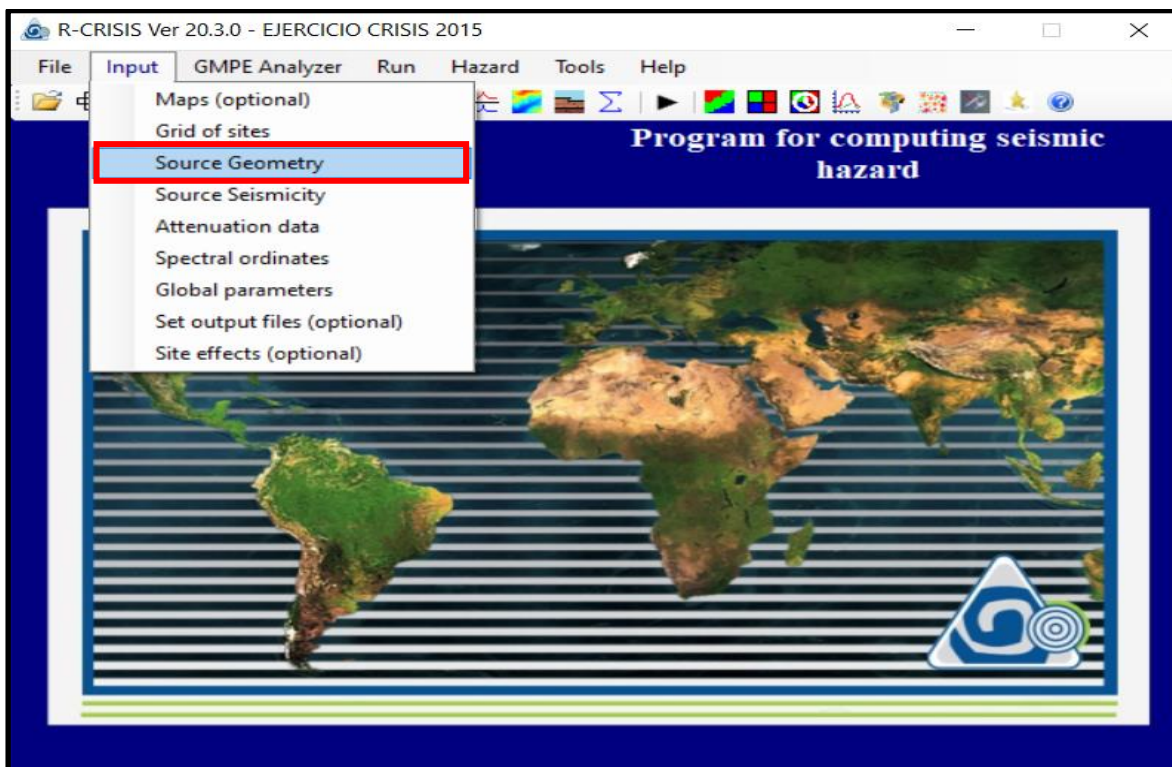 R-CRISIS Ver 20.3.0 - EJERCICIO CRISIS 2015
File Input GMPE Analyzer Run Hazard Tools Help
Maps (optional)
Grid of sites
Source Geometry
Source Seismicity
Attenuation data
Spectral ordinates
Global parameters
Set output files (optional)
Site effects (optional)
Program for computing seismic
hazard